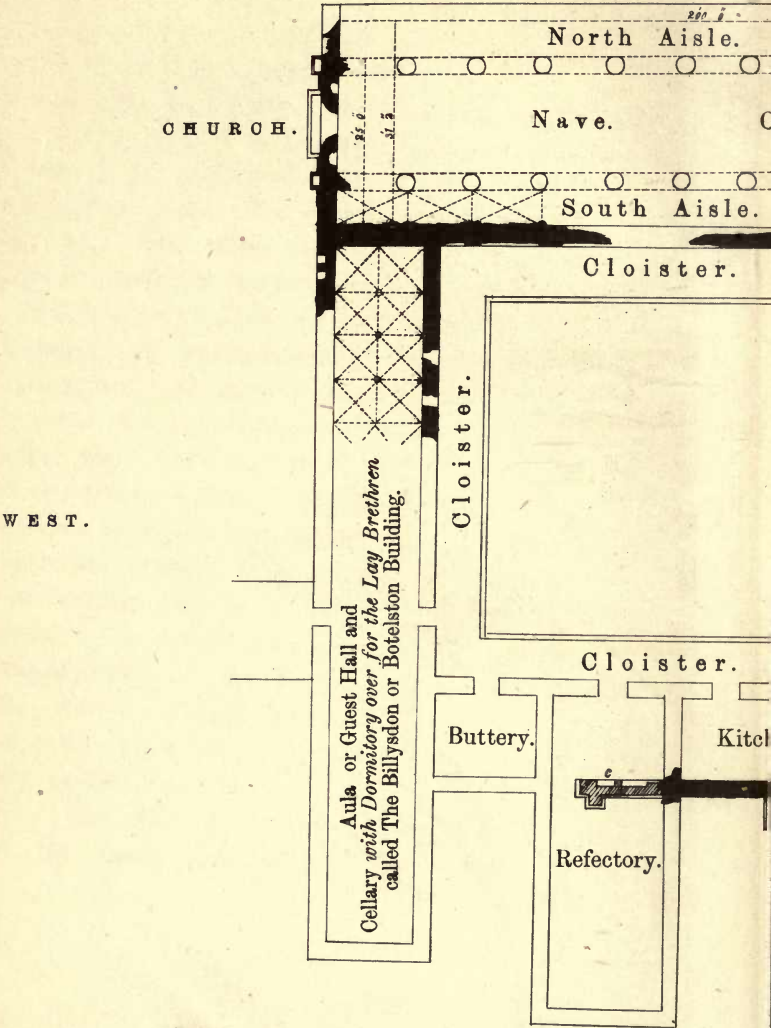 North Aisle.
CHURCH.
Nave.
South Aisle.
Cloister.
Cloister.
WEST.
Aula or Guest Hall and
Cellary with Dormitory over for the Lay Brethren
called The Billysdon or Botelston Building.
Cloister.
Buttery.
Kitch
c
Refectory.